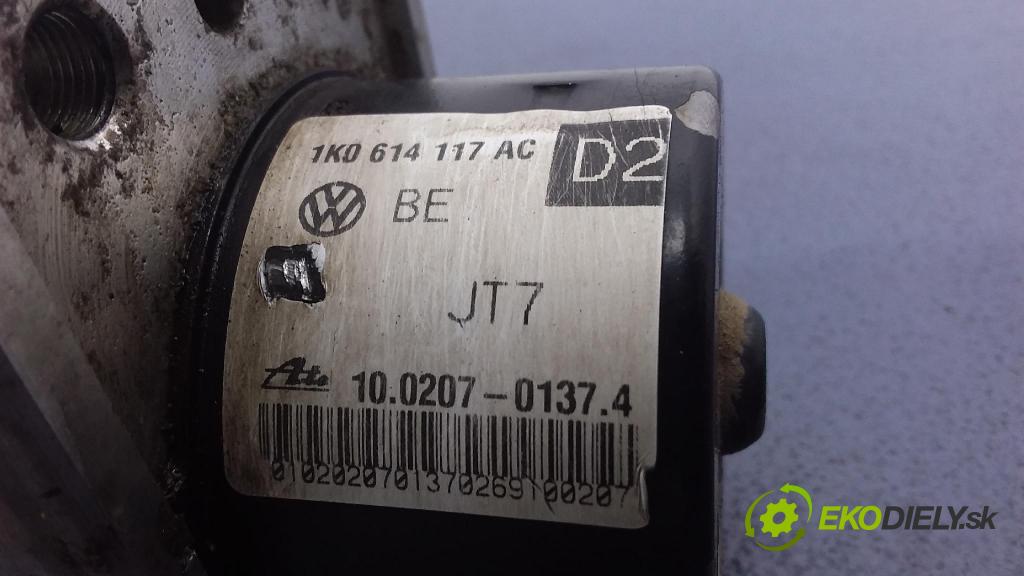 1K0 614 117 AC
D2
BE
JT7
Ate
10.0207-0137.4
0102020701370269100207
EKODIELY.sk